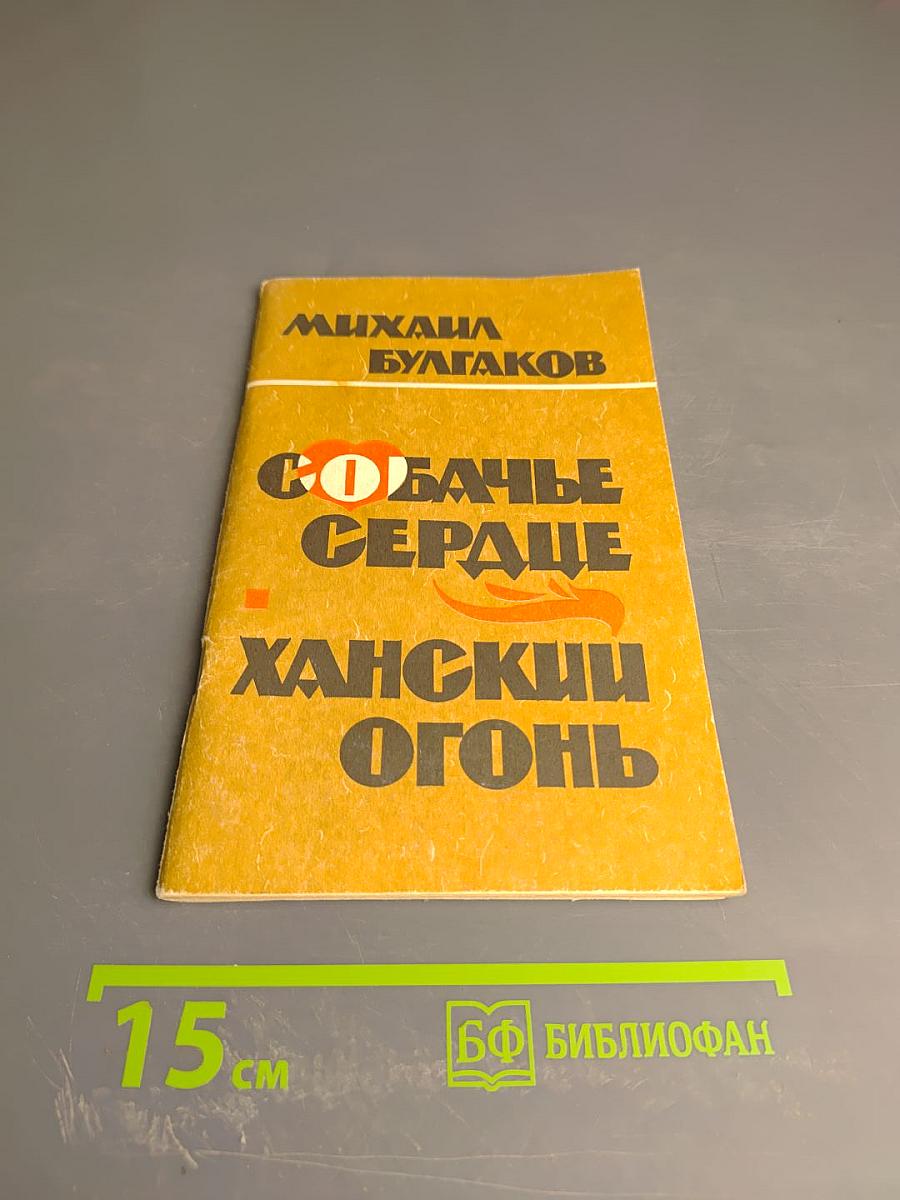 МИХАИЛ
БУЛГАКОВ
СОБАЧЬЕ
СЕРДЦЕ
ХАНСКИЙ
ОГОНЬ
15 см
БФ БИБЛИОФАН